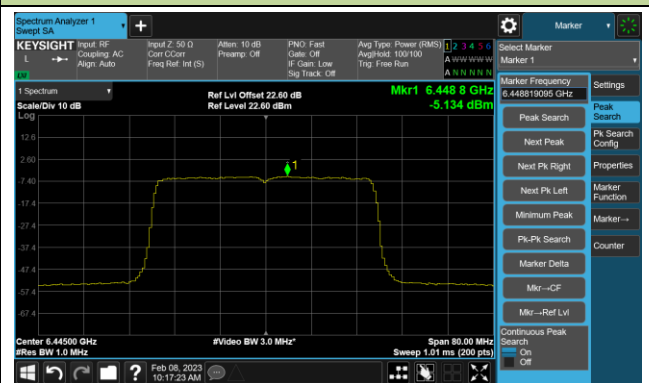 Spectrum Analyzer 1
Swept SA
Marker
KEYSIGHT
L
Input: RF
Coupling: AC
Align: Auto
Input Z: 50 Ω
Corr CCorr
Freq Ref: Int (S)
Atten: 10 dB
Preamp: Off
PNO: Fast
Gate: Off
IF Gain: Low
Sig Track: Off
Avg Type: Power (RMS)
Avg|Hold: 100/100
Trig: Free Run
1 2 3 4 5 6
A W W W W W
A N N N N N
Select Marker
Marker 1
1 Spectrum
Scale/Div 10 dB
Log
Ref Lvl Offset 22.60 dB
Ref Level 22.60 dBm
Mkr1 6.448 8 GHz
-5.134 dBm
12.6
2.60
-7.40
-17.4
-27.4
-37.4
-47.4
-57.4
-67.4
1
Center 6.44500 GHz
#Res BW 1.0 MHz
#Video BW 3.0 MHz*
Span 80.00 MHz
Sweep 1.01 ms (200 pts)
Marker Frequency
6.448819095 GHz
Peak Search
Next Peak
Next Pk Right
Next Pk Left
Minimum Peak
Pk-Pk Search
Marker Delta
Mkr→CF
Mkr→Ref Lvl
Continuous Peak
Search
On
Off
Settings
Peak
Search
Pk Search
Config
Properties
Marker
Function
Marker→
Counter
?
Feb 08, 2023
10:17:23 AM